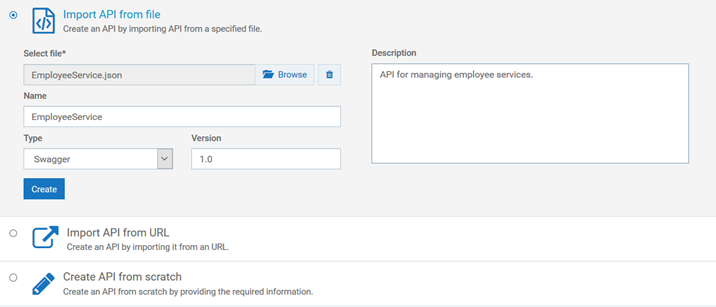 Import API from file
Create an API by importing API from a specified file.
Select file*
EmployeeService.json
Browse
Name
EmployeeService
Type
Version
Swagger
1.0
Create
Description
API for managing employee services.
Import API from URL
Create an API by importing it from an URL.
Create API from scratch
Create an API from scratch by providing the required information.